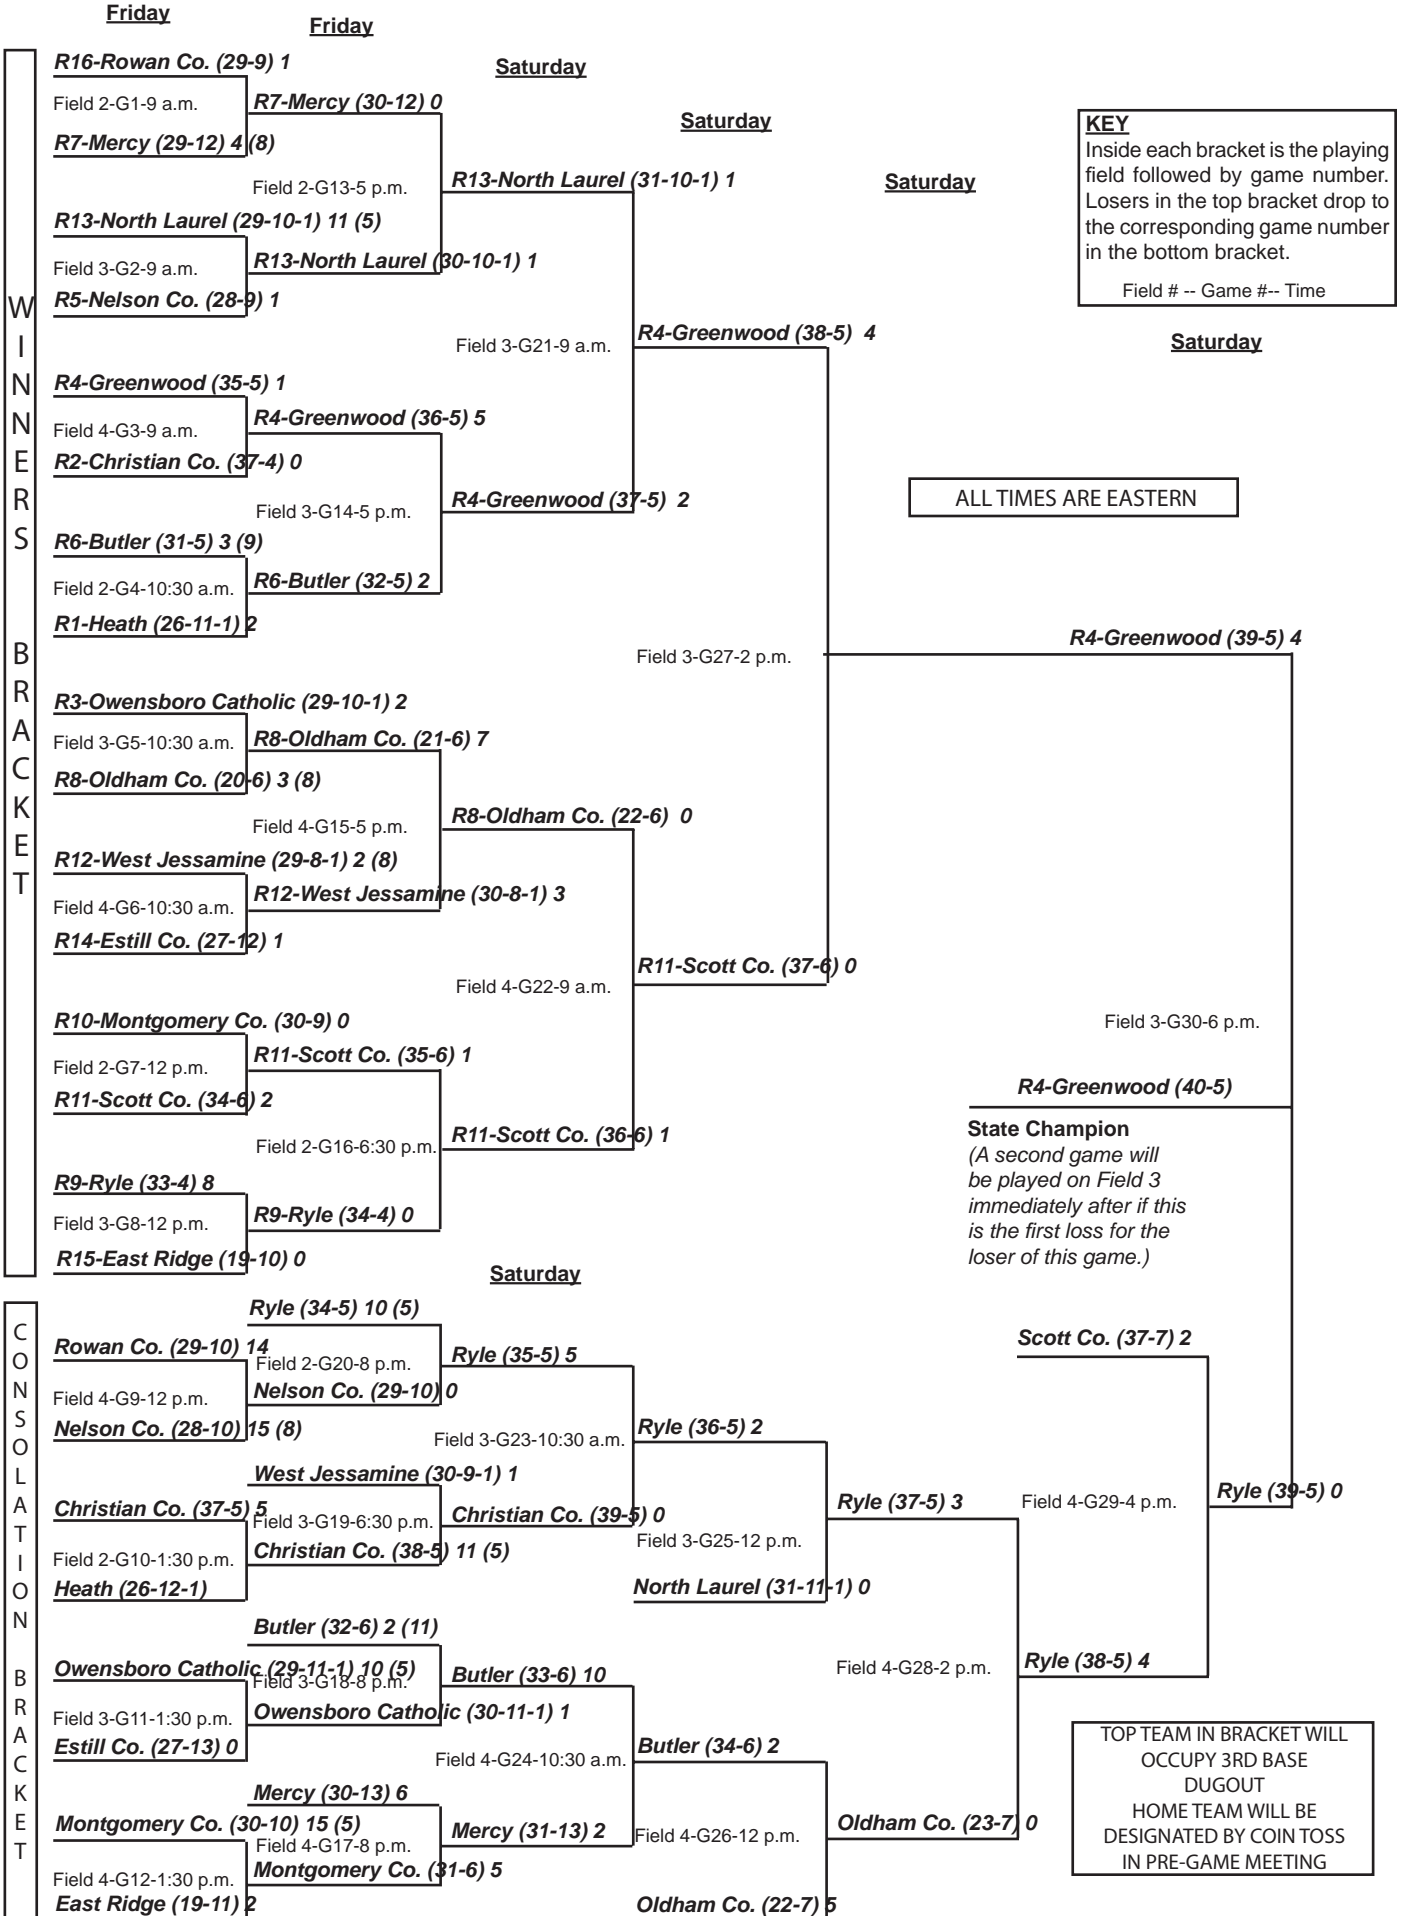 Friday
Friday
Saturday
Saturday
Saturday
Saturday
KEY
Inside each bracket is the playing
field followed by game number.
Losers in the top bracket drop to
the corresponding game number
in the bottom bracket.
Field # -- Game #-- Time
ALL TIMES ARE EASTERN
WINNERS BRACKET
R16-Rowan Co. (29-9) 1
Field 2-G1-9 a.m.
R7-Mercy (29-12) 4 (8)
R13-North Laurel (29-10-1) 11 (5)
Field 3-G2-9 a.m.
R5-Nelson Co. (28-9) 1
R4-Greenwood (35-5) 1
Field 4-G3-9 a.m.
R2-Christian Co. (37-4) 0
R6-Butler (31-5) 3 (9)
Field 2-G4-10:30 a.m.
R1-Heath (26-11-1) 2
R3-Owensboro Catholic (29-10-1) 2
Field 3-G5-10:30 a.m.
R8-Oldham Co. (20-6) 3 (8)
R12-West Jessamine (29-8-1) 2 (8)
Field 4-G6-10:30 a.m.
R14-Estill Co. (27-12) 1
R10-Montgomery Co. (30-9) 0
Field 2-G7-12 p.m.
R11-Scott Co. (34-6) 2
R9-Ryle (33-4) 8
Field 3-G8-12 p.m.
R15-East Ridge (19-10) 0
R7-Mercy (30-12) 0
Field 2-G13-5 p.m.
R13-North Laurel (30-10-1) 1
R4-Greenwood (36-5) 5
Field 3-G14-5 p.m.
R6-Butler (32-5) 2
R8-Oldham Co. (21-6) 7
Field 4-G15-5 p.m.
R12-West Jessamine (30-8-1) 3
R11-Scott Co. (35-6) 1
Field 2-G16-6:30 p.m.
R9-Ryle (34-4) 0
R13-North Laurel (31-10-1) 1
Field 3-G21-9 a.m.
R4-Greenwood (37-5) 2
R8-Oldham Co. (22-6) 0
Field 4-G22-9 a.m.
R11-Scott Co. (36-6) 1
R4-Greenwood (38-5) 4
Field 3-G27-2 p.m.
R11-Scott Co. (37-6) 0
R4-Greenwood (39-5) 4
Field 3-G30-6 p.m.
R4-Greenwood (40-5)
State Champion
(A second game will
be played on Field 3
immediately after if this
is the first loss for the
loser of this game.)
Saturday
CONSOLATION BRACKET
Rowan Co. (29-10) 14
Field 4-G9-12 p.m.
Nelson Co. (28-10) 15 (8)
Christian Co. (37-5) 5
Field 2-G10-1:30 p.m.
Heath (26-12-1)
Owensboro Catholic (29-11-1) 10 (5)
Field 3-G11-1:30 p.m.
Estill Co. (27-13) 0
Montgomery Co. (30-10) 15 (5)
Field 4-G12-1:30 p.m.
East Ridge (19-11) 2
Ryle (34-5) 10 (5)
Field 2-G20-8 p.m.
Nelson Co. (29-10) 0
West Jessamine (30-9-1) 1
Field 3-G19-6:30 p.m.
Christian Co. (38-5) 11 (5)
Butler (32-6) 2 (11)
Field 3-G18-8 p.m.
Owensboro Catholic (30-11-1) 1
Mercy (30-13) 6
Field 4-G17-8 p.m.
Montgomery Co. (31-6) 5
Ryle (35-5) 5
Field 3-G23-10:30 a.m.
Christian Co. (39-5) 0
Butler (33-6) 10
Field 4-G24-10:30 a.m.
Mercy (31-13) 2
Ryle (36-5) 2
Field 3-G25-12 p.m.
North Laurel (31-11-1) 0
Butler (34-6) 2
Field 4-G26-12 p.m.
Oldham Co. (22-7) 5
Ryle (37-5) 3
Field 4-G28-2 p.m.
Oldham Co. (23-7) 0
Scott Co. (37-7) 2
Field 4-G29-4 p.m.
Ryle (38-5) 4
Ryle (39-5) 0
TOP TEAM IN BRACKET WILL
OCCUPY 3RD BASE
DUGOUT
HOME TEAM WILL BE
DESIGNATED BY COIN TOSS
IN PRE-GAME MEETING